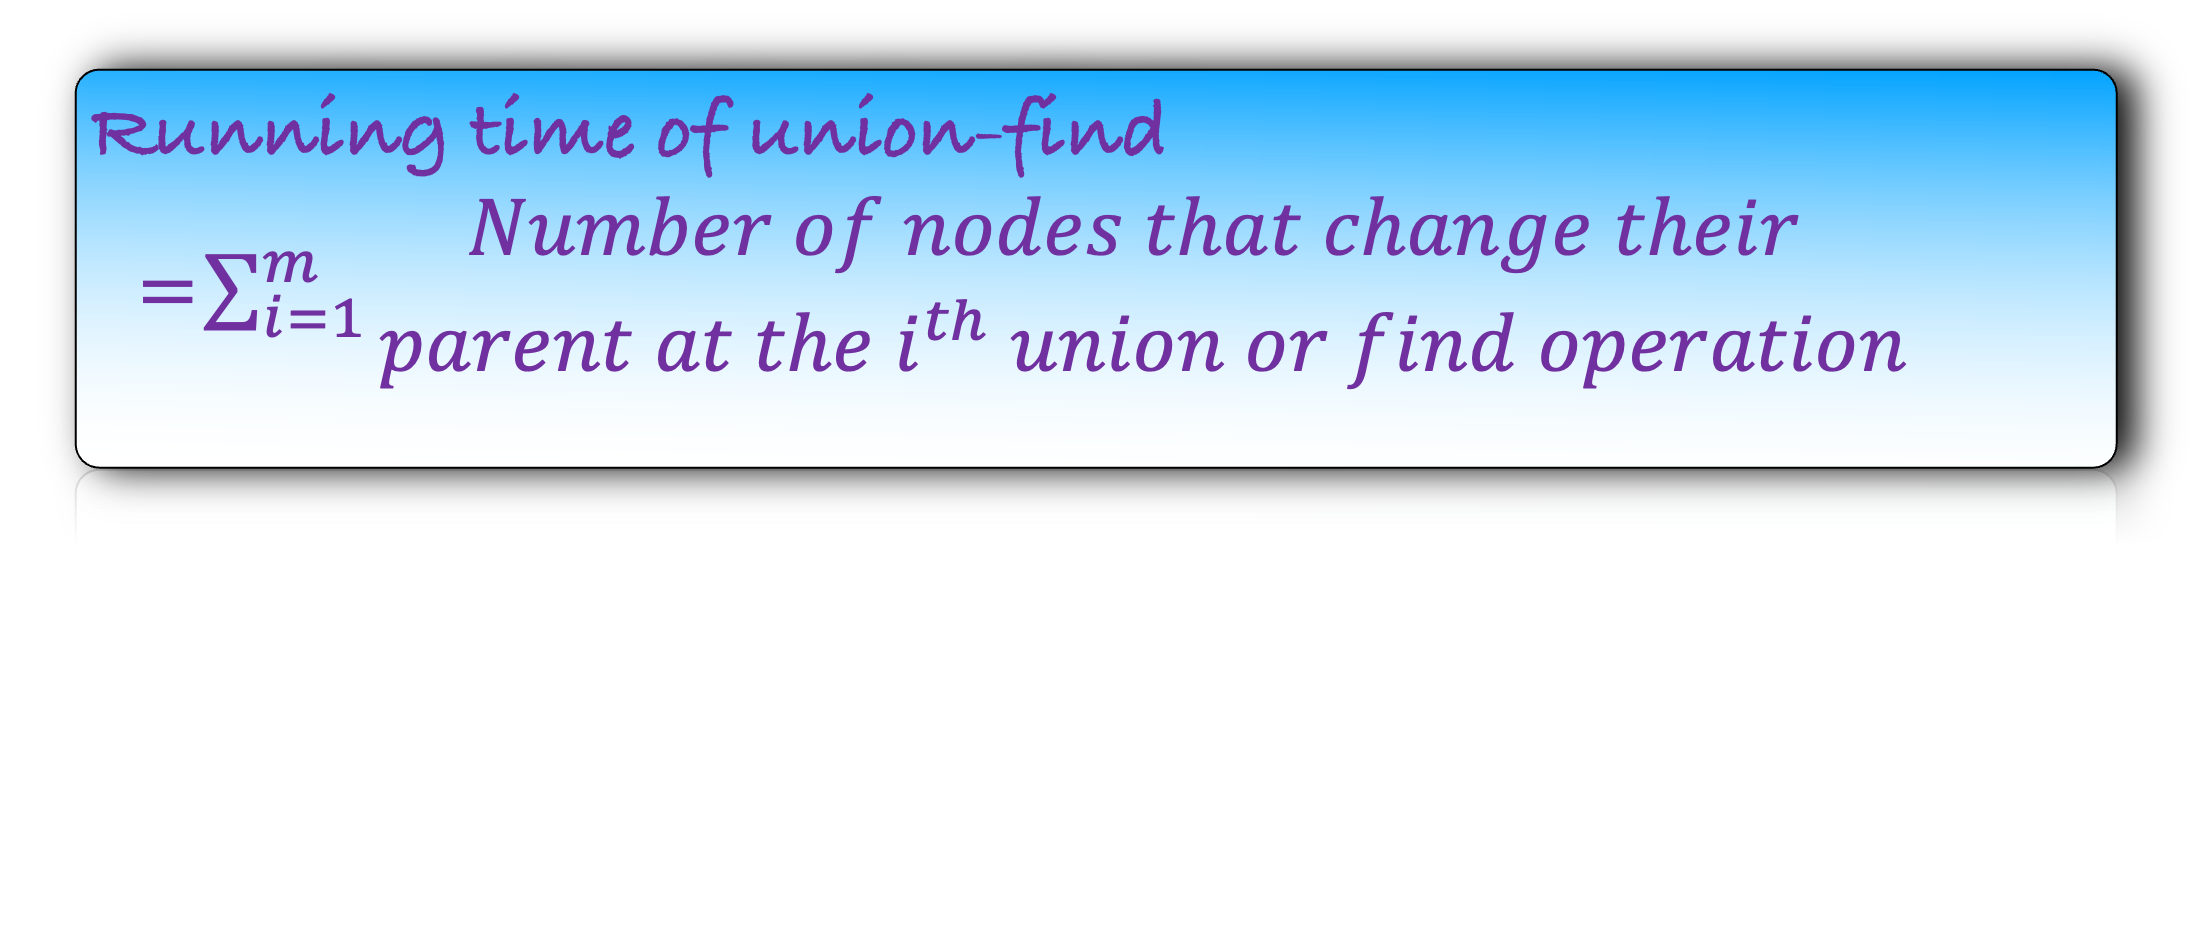 Running time of union-find
Number of nodes that change their
=∑_{i=1}^{m}
parent at the i^{th} union or find operation